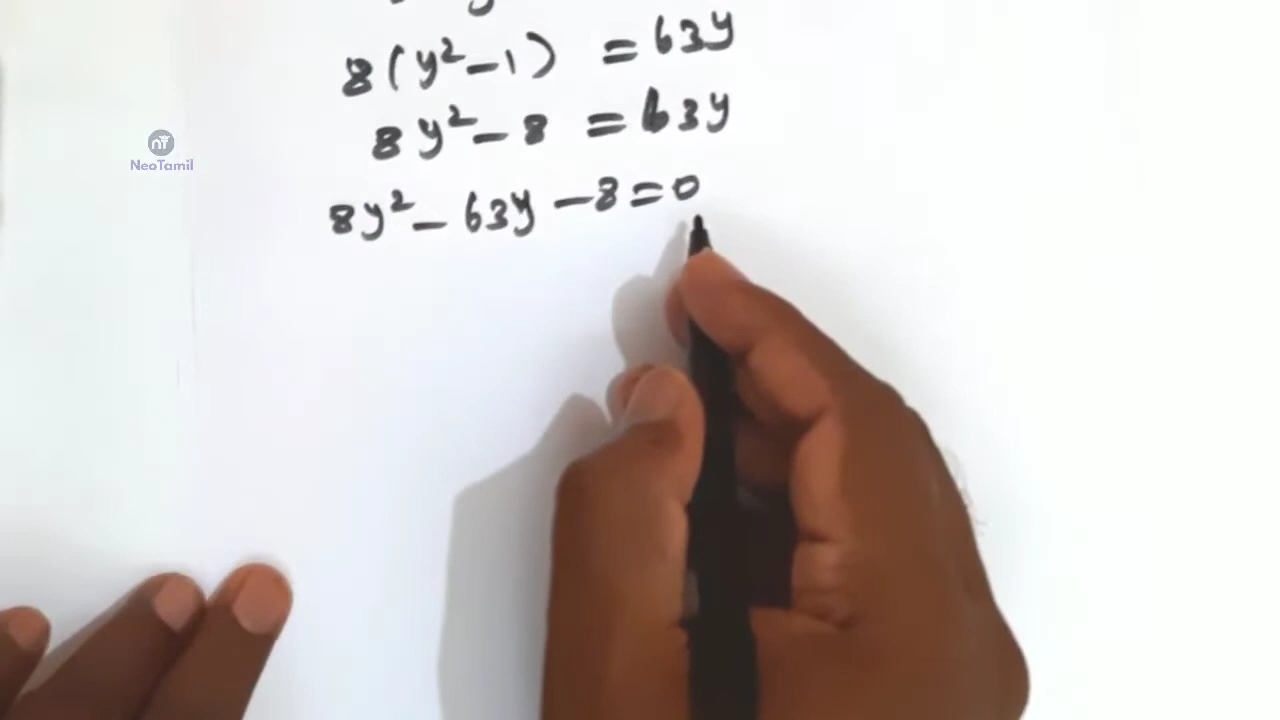 8(y² − 1) = 63y
8y² − 8 = 63y
8y² − 63y − 8 = 0
NeoTamil